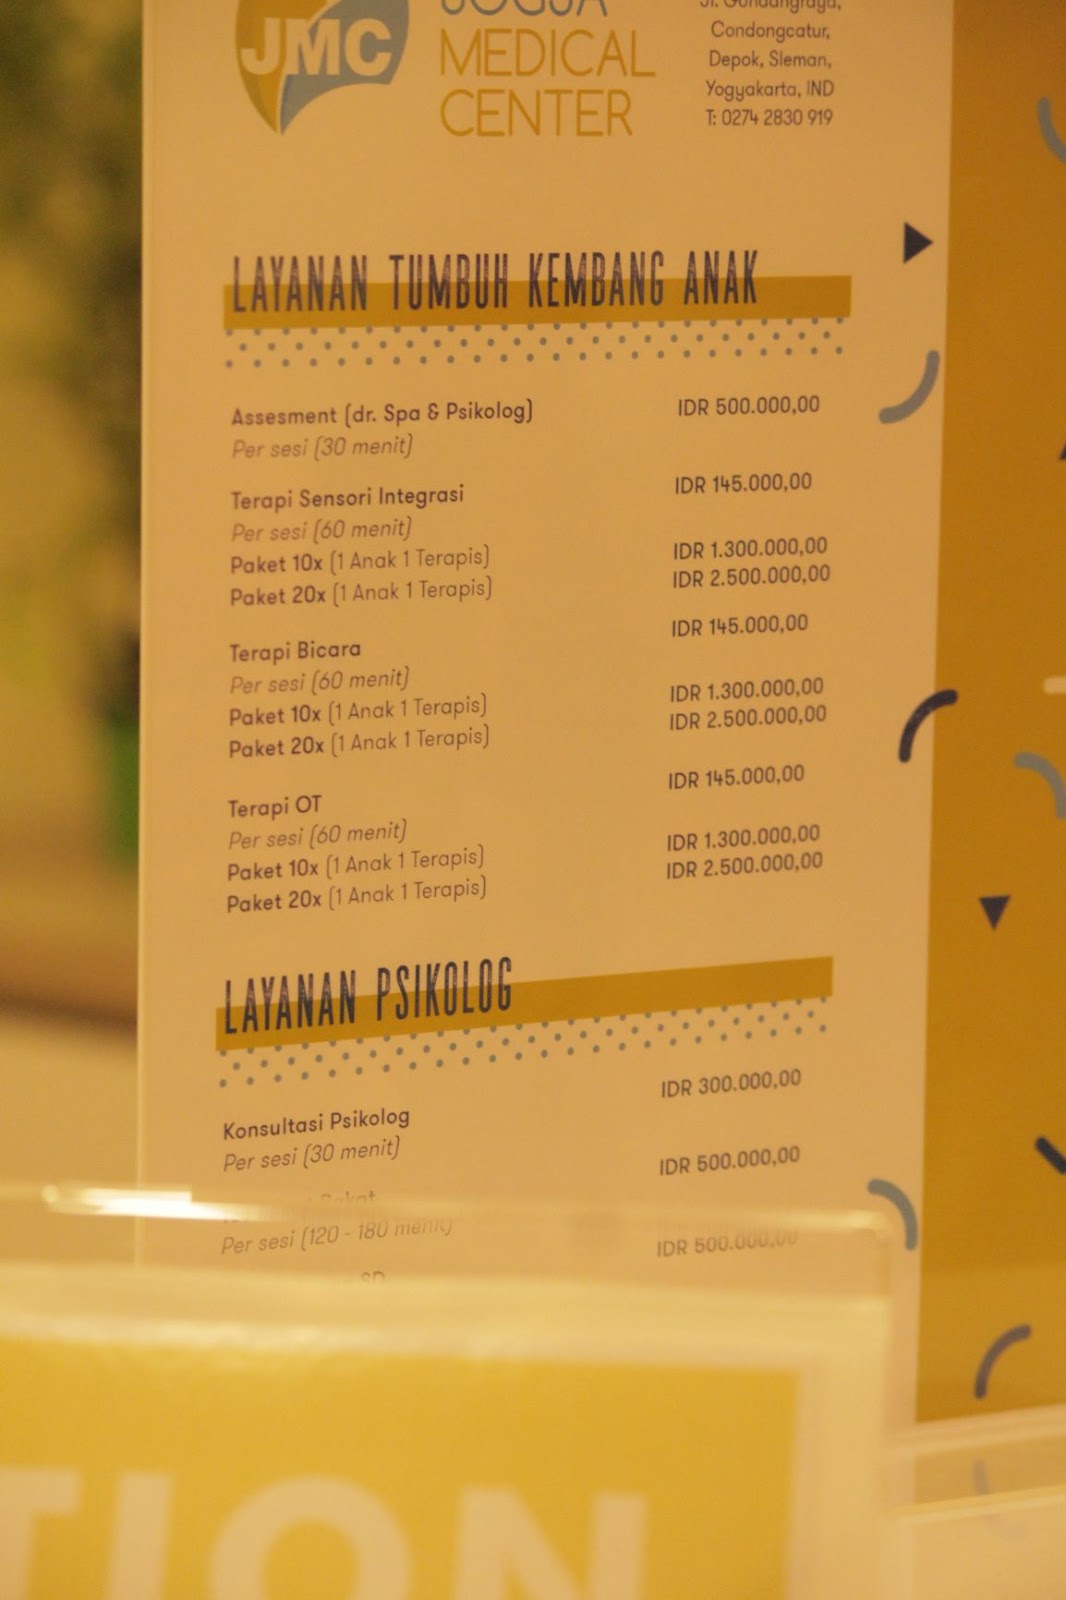 JMC
JOGJA
MEDICAL
CENTER
Jl. Gondangraya,
Condongcatur,
Depok, Sleman,
Yogyakarta, IND
T: 0274 2830 919
LAYANAN TUMBUH KEMBANG ANAK
Assesment (dr. Spa & Psikolog) IDR 500.000,00
Per sesi (30 menit)
Terapi Sensori Integrasi IDR 145.000,00
Per sesi (60 menit)
Paket 10x (1 Anak 1 Terapis) IDR 1.300.000,00
Paket 20x (1 Anak 1 Terapis) IDR 2.500.000,00
Terapi Bicara IDR 145.000,00
Per sesi (60 menit)
Paket 10x (1 Anak 1 Terapis) IDR 1.300.000,00
Paket 20x (1 Anak 1 Terapis) IDR 2.500.000,00
Terapi OT IDR 145.000,00
Per sesi (60 menit)
Paket 10x (1 Anak 1 Terapis) IDR 1.300.000,00
Paket 20x (1 Anak 1 Terapis) IDR 2.500.000,00
LAYANAN PSIKOLOG
Konsultasi Psikolog IDR 300.000,00
Per sesi (30 menit)
Bakat IDR 500.000,00
Per sesi (120 - 180 menit)
SD IDR 500.000,00
TION